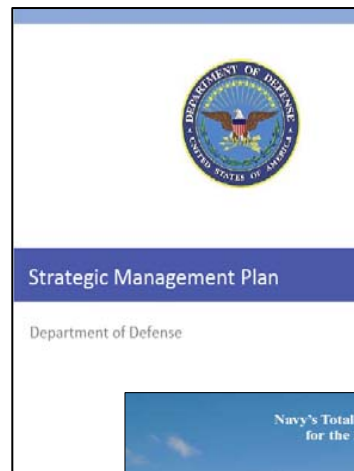 DEPARTMENT OF DEFENSE
UNITED STATES OF AMERICA
Strategic Management Plan
Department of Defense
Navy's Total
for the